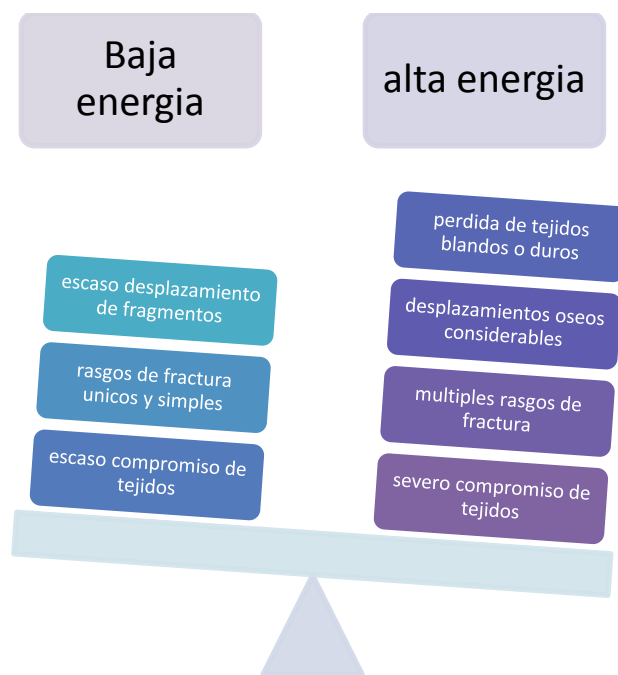 Baja
energia
alta energia
escaso desplazamiento
de fragmentos
rasgos de fractura
unicos y simples
escaso compromiso de
tejidos
perdida de tejidos
blandos o duros
desplazamientos oseos
considerables
multiples rasgos de
fractura
severo compromiso de
tejidos